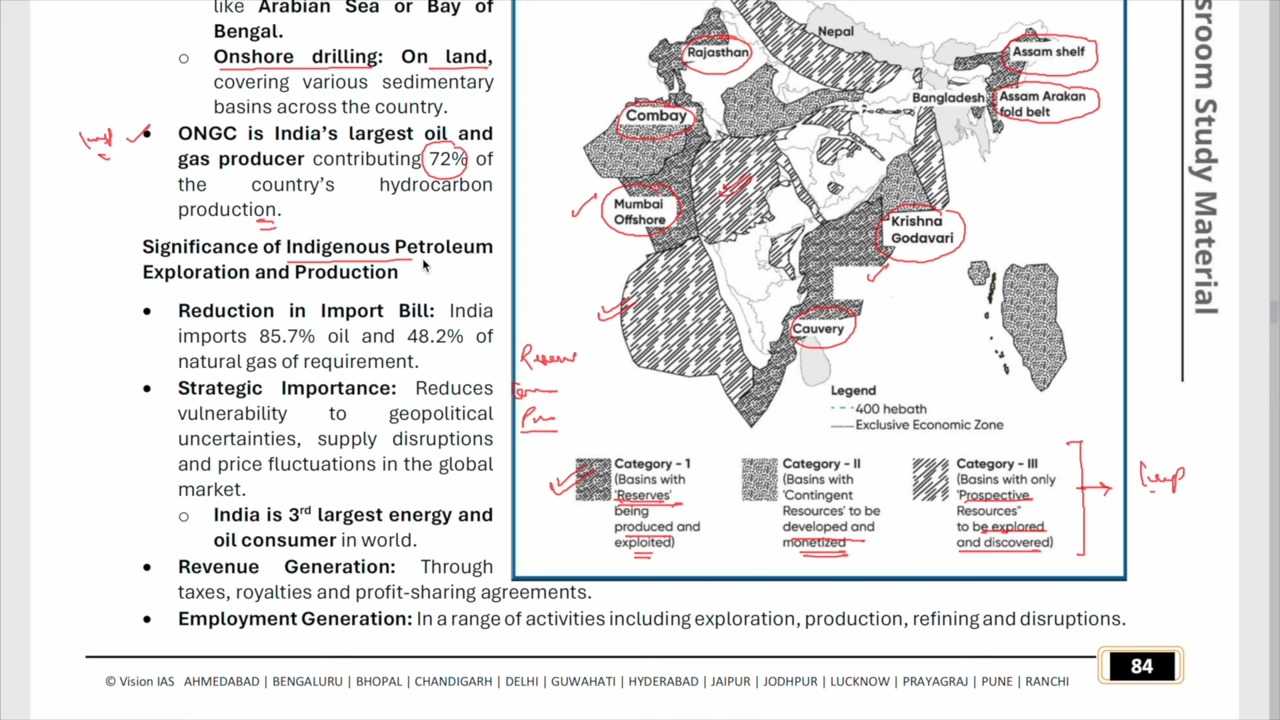 like Arabian Sea or Bay of
Bengal.
o Onshore drilling: On land,
covering various sedimentary
basins across the country.
• ONGC is India's largest oil and
gas producer contributing 72% of
the country's hydrocarbon
production.
Significance of Indigenous Petroleum
Exploration and Production
• Reduction in Import Bill: India
imports 85.7% oil and 48.2% of
natural gas of requirement.
• Strategic Importance: Reduces
vulnerability to geopolitical
uncertainties, supply disruptions
and price fluctuations in the global
market.
o India is 3rd largest energy and
oil consumer in world.
• Revenue Generation: Through
taxes, royalties and profit-sharing agreements.
• Employment Generation: In a range of activities including exploration, production, refining and disruptions.
Nepal
Rajasthan
Assam shelf
Bangladesh
Assam Arakan
fold belt
Combay
Mumbai
Offshore
Krishna
Godavari
Cauvery
Reserve
Legend
400 hebath
Exclusive Economic Zone
Category - 1
(Basins with
'Reserves'
being
produced and
exploited)
Category - II
(Basins with
'Contingent
Resources' to be
developed and
monetized
Category - III
(Basins with only
'Prospective
Resources"
to be explored
and discovered)
sroom Study Material
84
© Vision IAS AHMEDABAD | BENGALURU | BHOPAL | CHANDIGARH | DELHI | GUWAHATI | HYDERABAD | JAIPUR | JODHPUR | LUCKNOW | PRAYAGRAJ | PUNE | RANCHI